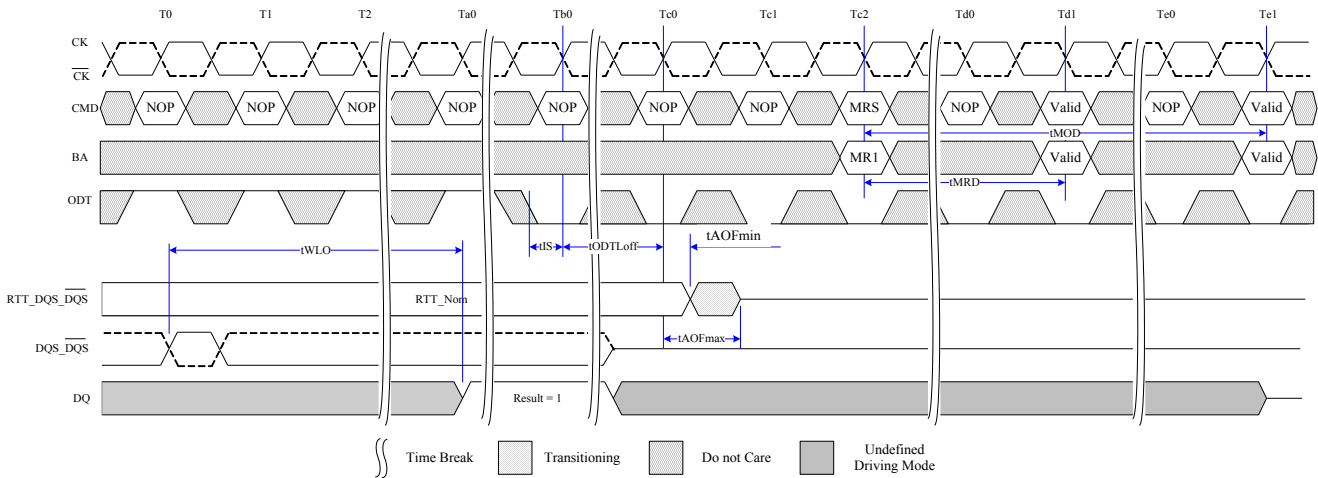 T0 T1 T2 Ta0 Tb0 Tc0 Tc1 Tc2 Td0 Td1 Te0 Te1
CK
CK
CMD NOP NOP NOP NOP NOP NOP NOP MRS NOP Valid NOP Valid
tMOD
BA MR1 Valid Valid
tMRD
ODT
tAOFmin
tWLO tIS tODTLoff
RTT_DQS_DQS RTT_Nom
tAOFmax
DQS_DQS
DQ Result = 1
Time Break Transitioning Do not Care Undefined
Driving Mode